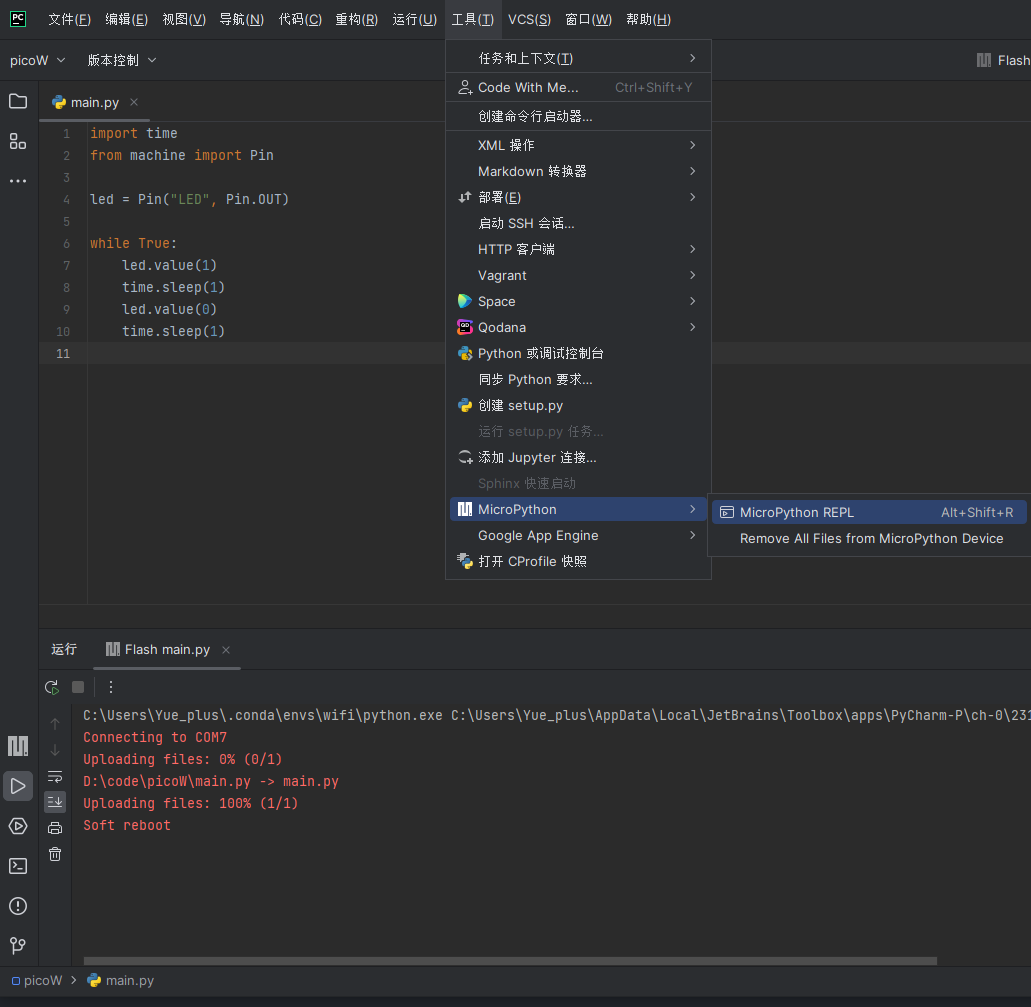 PC 文件(F) 编辑(E) 视图(V) 导航(N) 代码(C) 重构(R) 运行(U) 工具(T) VCS(S) 窗口(W) 帮助(H)
picoW 版本控制 Flash
main.py
1 import time
2 from machine import Pin
3
4 led = Pin("LED", Pin.OUT)
5
6 while True:
7 led.value(1)
8 time.sleep(1)
9 led.value(0)
10 time.sleep(1)
11
任务和上下文(T)
Code With Me... Ctrl+Shift+Y
创建命令行启动器...
XML 操作
Markdown 转换器
部署(E)
启动 SSH 会话...
HTTP 客户端
Vagrant
Space
Qodana
Python 或调试控制台
同步 Python 要求...
创建 setup.py
运行 setup.py 任务...
添加 Jupyter 连接...
Sphinx 快速启动
MicroPython
Google App Engine
打开 CProfile 快照
MicroPython REPL Alt+Shift+R
Remove All Files from MicroPython Device
运行 Flash main.py
C:\Users\Yue_plus\.conda\envs\wifi\python.exe C:\Users\Yue_plus\AppData\Local\JetBrains\Toolbox\apps\PyCharm-P\ch-0\231
Connecting to COM7
Uploading files: 0% (0/1)
D:\code\picoW\main.py -> main.py
Uploading files: 100% (1/1)
Soft reboot
picoW > main.py